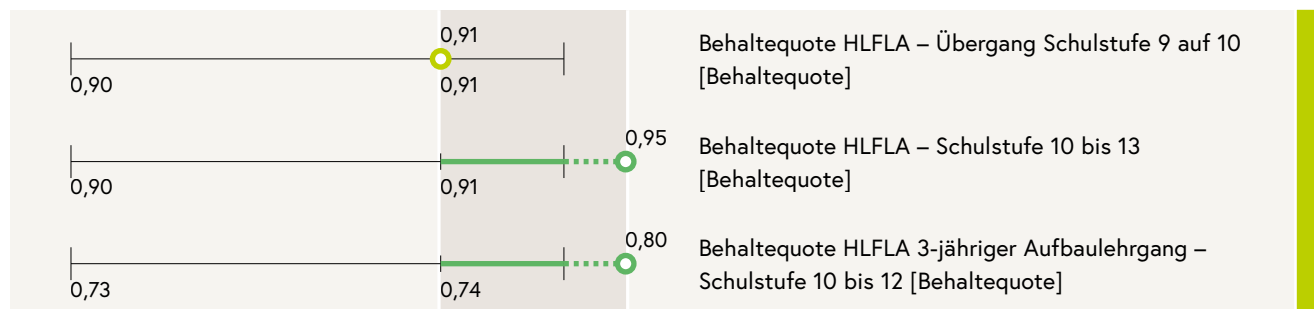 0,91
0,90
0,91
Behaltequote HLFLA – Übergang Schulstufe 9 auf 10
[Behaltequote]
0,95
0,90
0,91
Behaltequote HLFLA – Schulstufe 10 bis 13
[Behaltequote]
0,80
0,73
0,74
Behaltequote HLFLA 3-jähriger Aufbaulehrgang –
Schulstufe 10 bis 12 [Behaltequote]